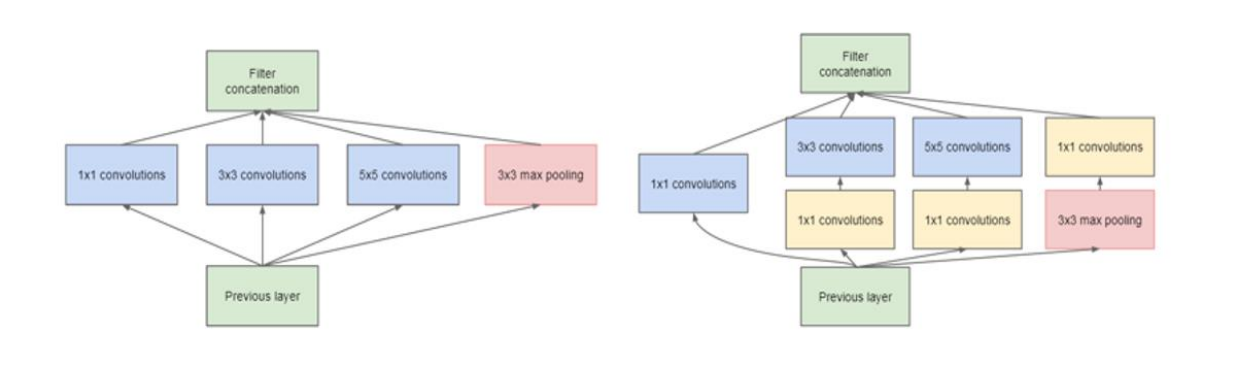 Filter
concatenation
1x1 convolutions
3x3 convolutions
5x5 convolutions
3x3 max pooling
Previous layer
Filter
concatenation
3x3 convolutions
5x5 convolutions
1x1 convolutions
1x1 convolutions
1x1 convolutions
1x1 convolutions
3x3 max pooling
Previous layer